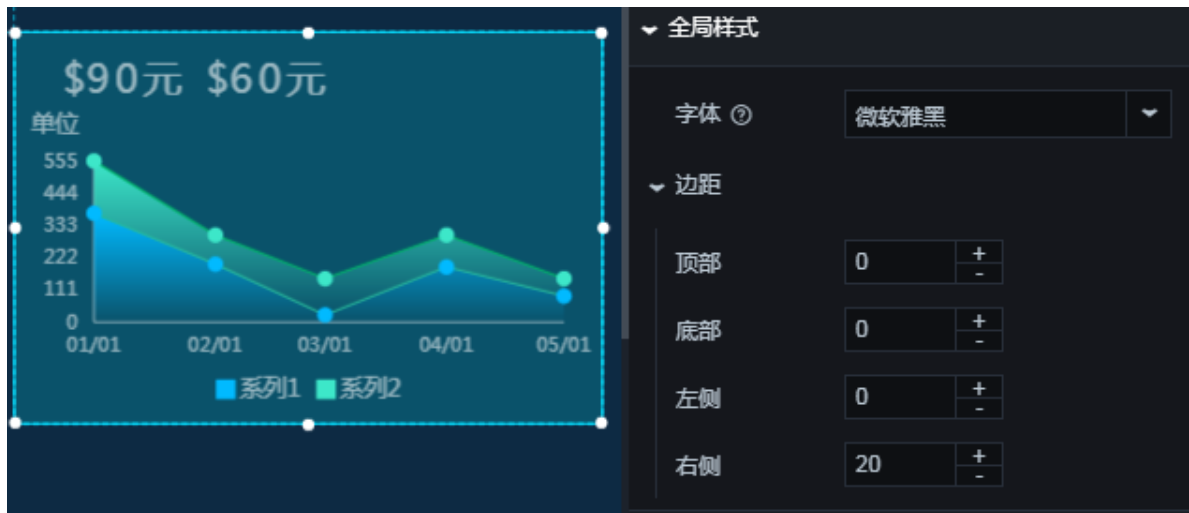 $90元 $60元
单位
555
444
333
222
111
0
01/01 02/01 03/01 04/01 05/01
系列1 系列2
全局样式
字体 ? 微软雅黑
边距
顶部 0 + -
底部 0 + -
左侧 0 + -
右侧 20 + -